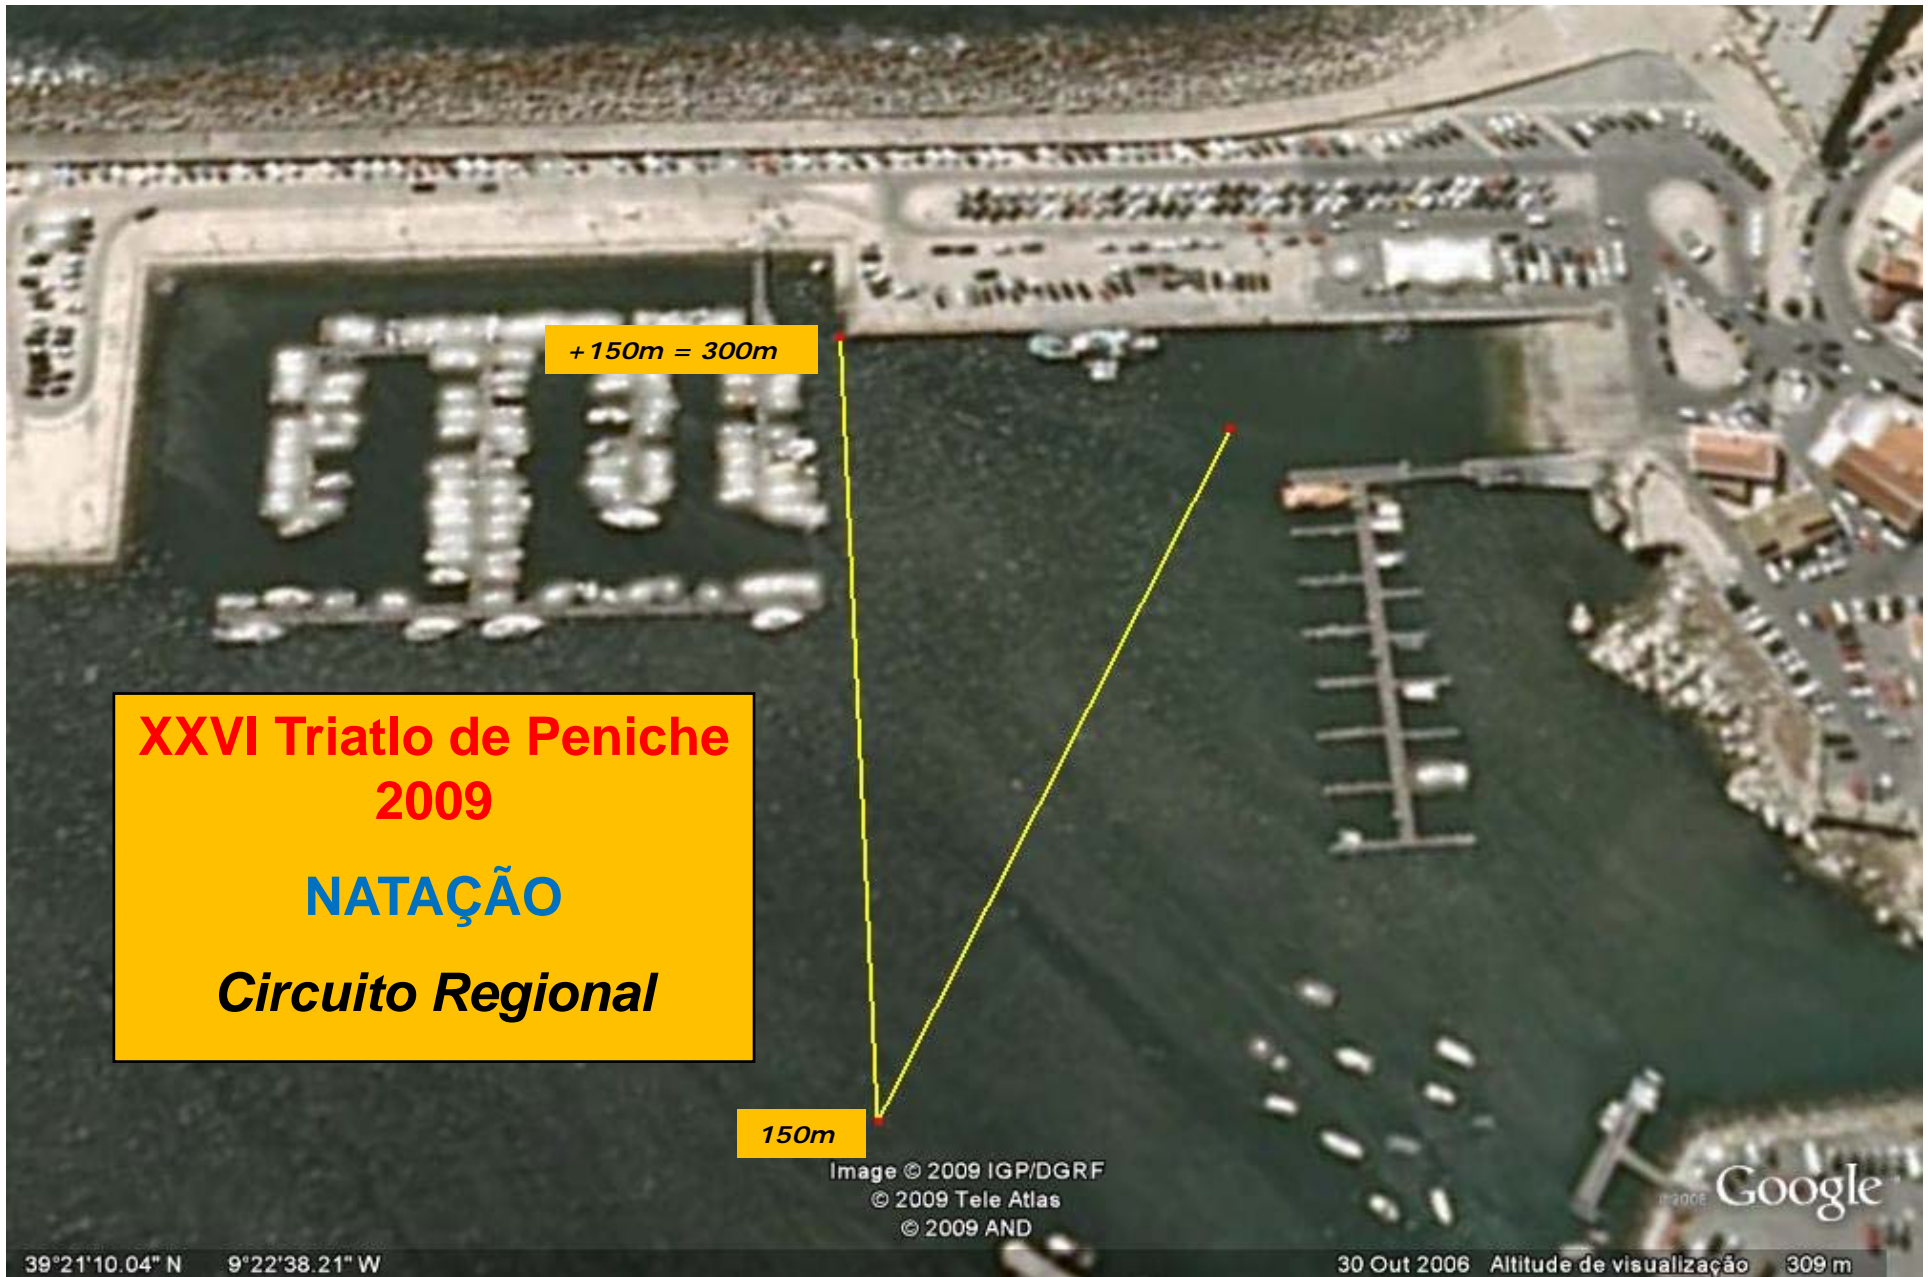 +150m = 300m
XXVI Triatlo de Peniche
2009
NATAÇÃO
Circuito Regional
150m
Image © 2009 IGP/DGRF
© 2009 Tele Atlas
© 2009 AND
Google
39°21'10.04" N 9°22'38.21" W
30 Out 2006 Altitude de visualização 309 m